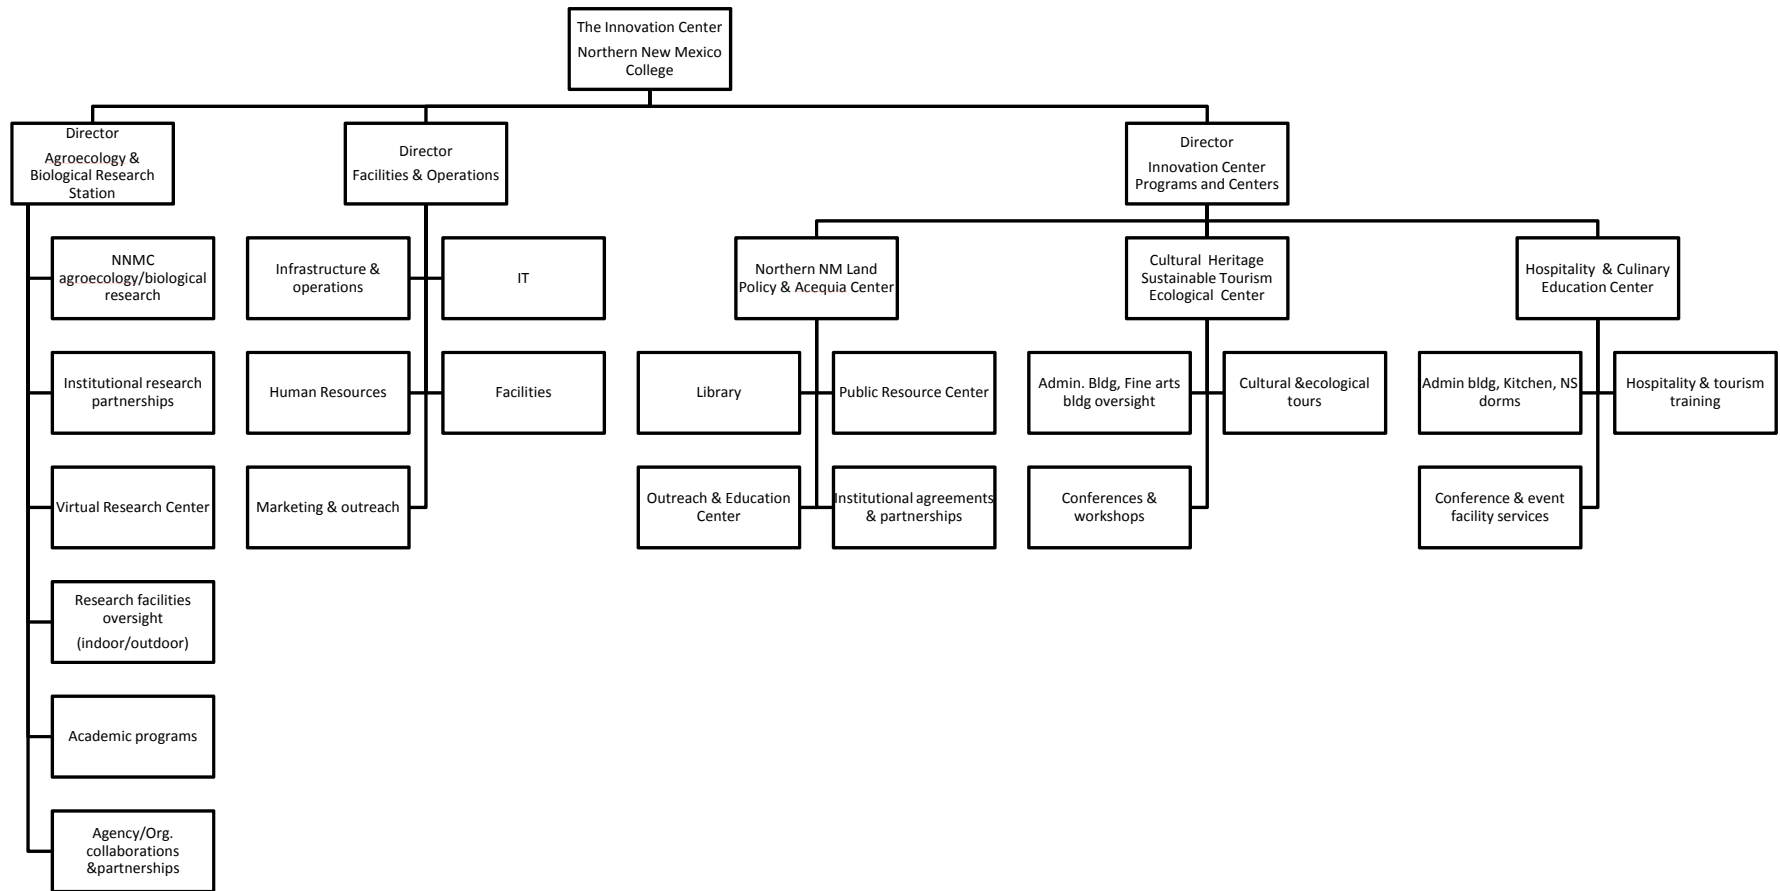 The Innovation Center
Northern New Mexico
College
Director
Agroecology &
Biological Research
Station
Director
Facilities & Operations
Director
Innovation Center
Programs and Centers
NNMC
agroecology/biological
research
Institutional research
partnerships
Virtual Research Center
Research facilities
oversight
(indoor/outdoor)
Academic programs
Agency/Org.
collaborations
&partnerships
Infrastructure &
operations
IT
Human Resources
Facilities
Marketing & outreach
Northern NM Land
Policy & Acequia Center
Library
Public Resource Center
Outreach & Education
Center
Institutional agreements
& partnerships
Cultural Heritage
Sustainable Tourism
Ecological Center
Admin. Bldg, Fine arts
bldg oversight
Cultural &ecological
tours
Conferences &
workshops
Hospitality & Culinary
Education Center
Admin bldg, Kitchen, NS
dorms
Hospitality & tourism
training
Conference & event
facility services